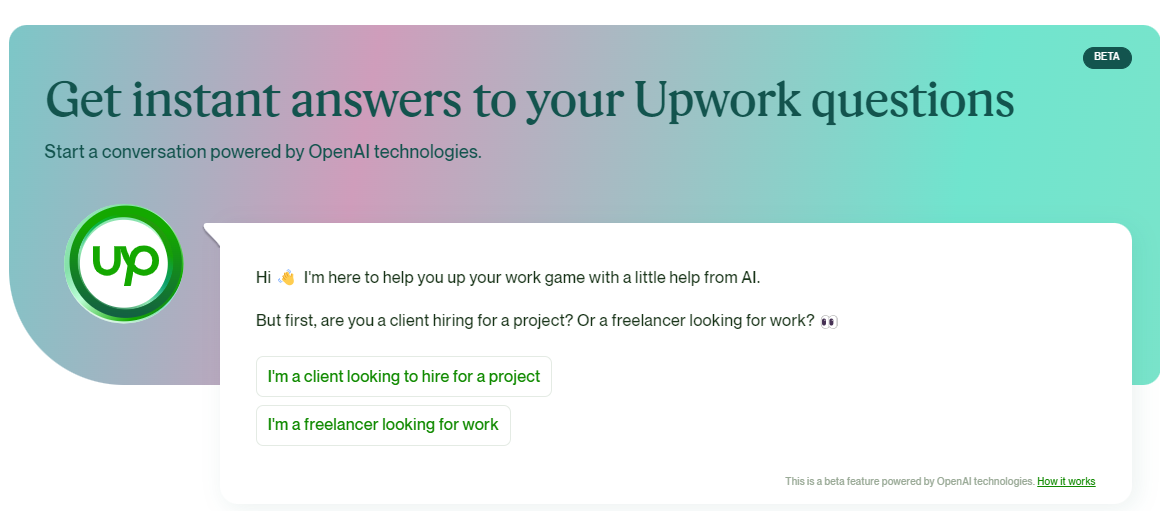 BETA
Get instant answers to your Upwork questions
Start a conversation powered by OpenAI technologies.
up
Hi 👋 I'm here to help you up your work game with a little help from AI.
But first, are you a client hiring for a project? Or a freelancer looking for work? 👀
I'm a client looking to hire for a project
I'm a freelancer looking for work
This is a beta feature powered by OpenAI technologies. How it works